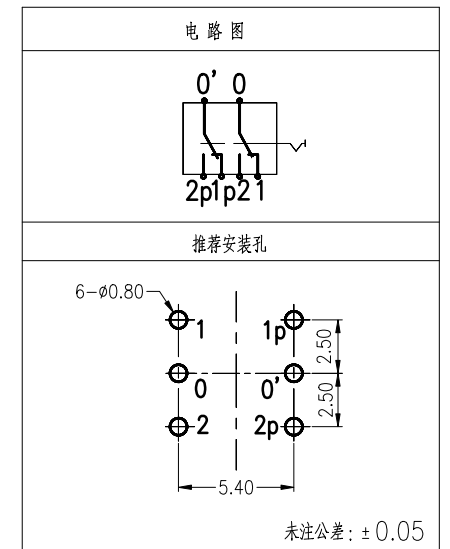 电路图
0' 0
2p1p21
推荐安装孔
6-ø0.80
1 1p
2.50
0 0'
2.50
2 2p
5.40
未注公差: ±0.05